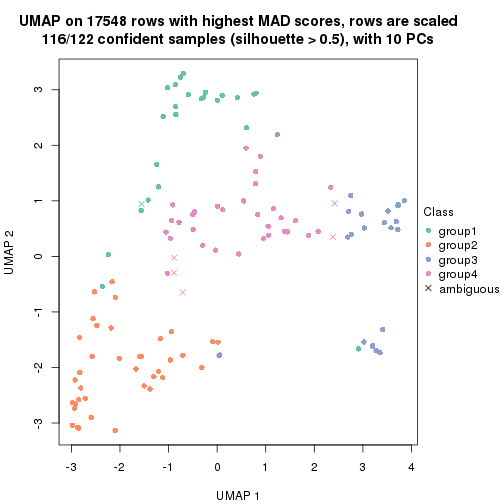 UMAP on 17548 rows with highest MAD scores, rows are scaled
116/122 confident samples (silhouette > 0.5), with 10 PCs
3
2
1
0
-1
-2
-3
UMAP 2
-3 -2 -1 0 1 2 3 4
UMAP 1
Class
group1
group2
group3
group4
ambiguous